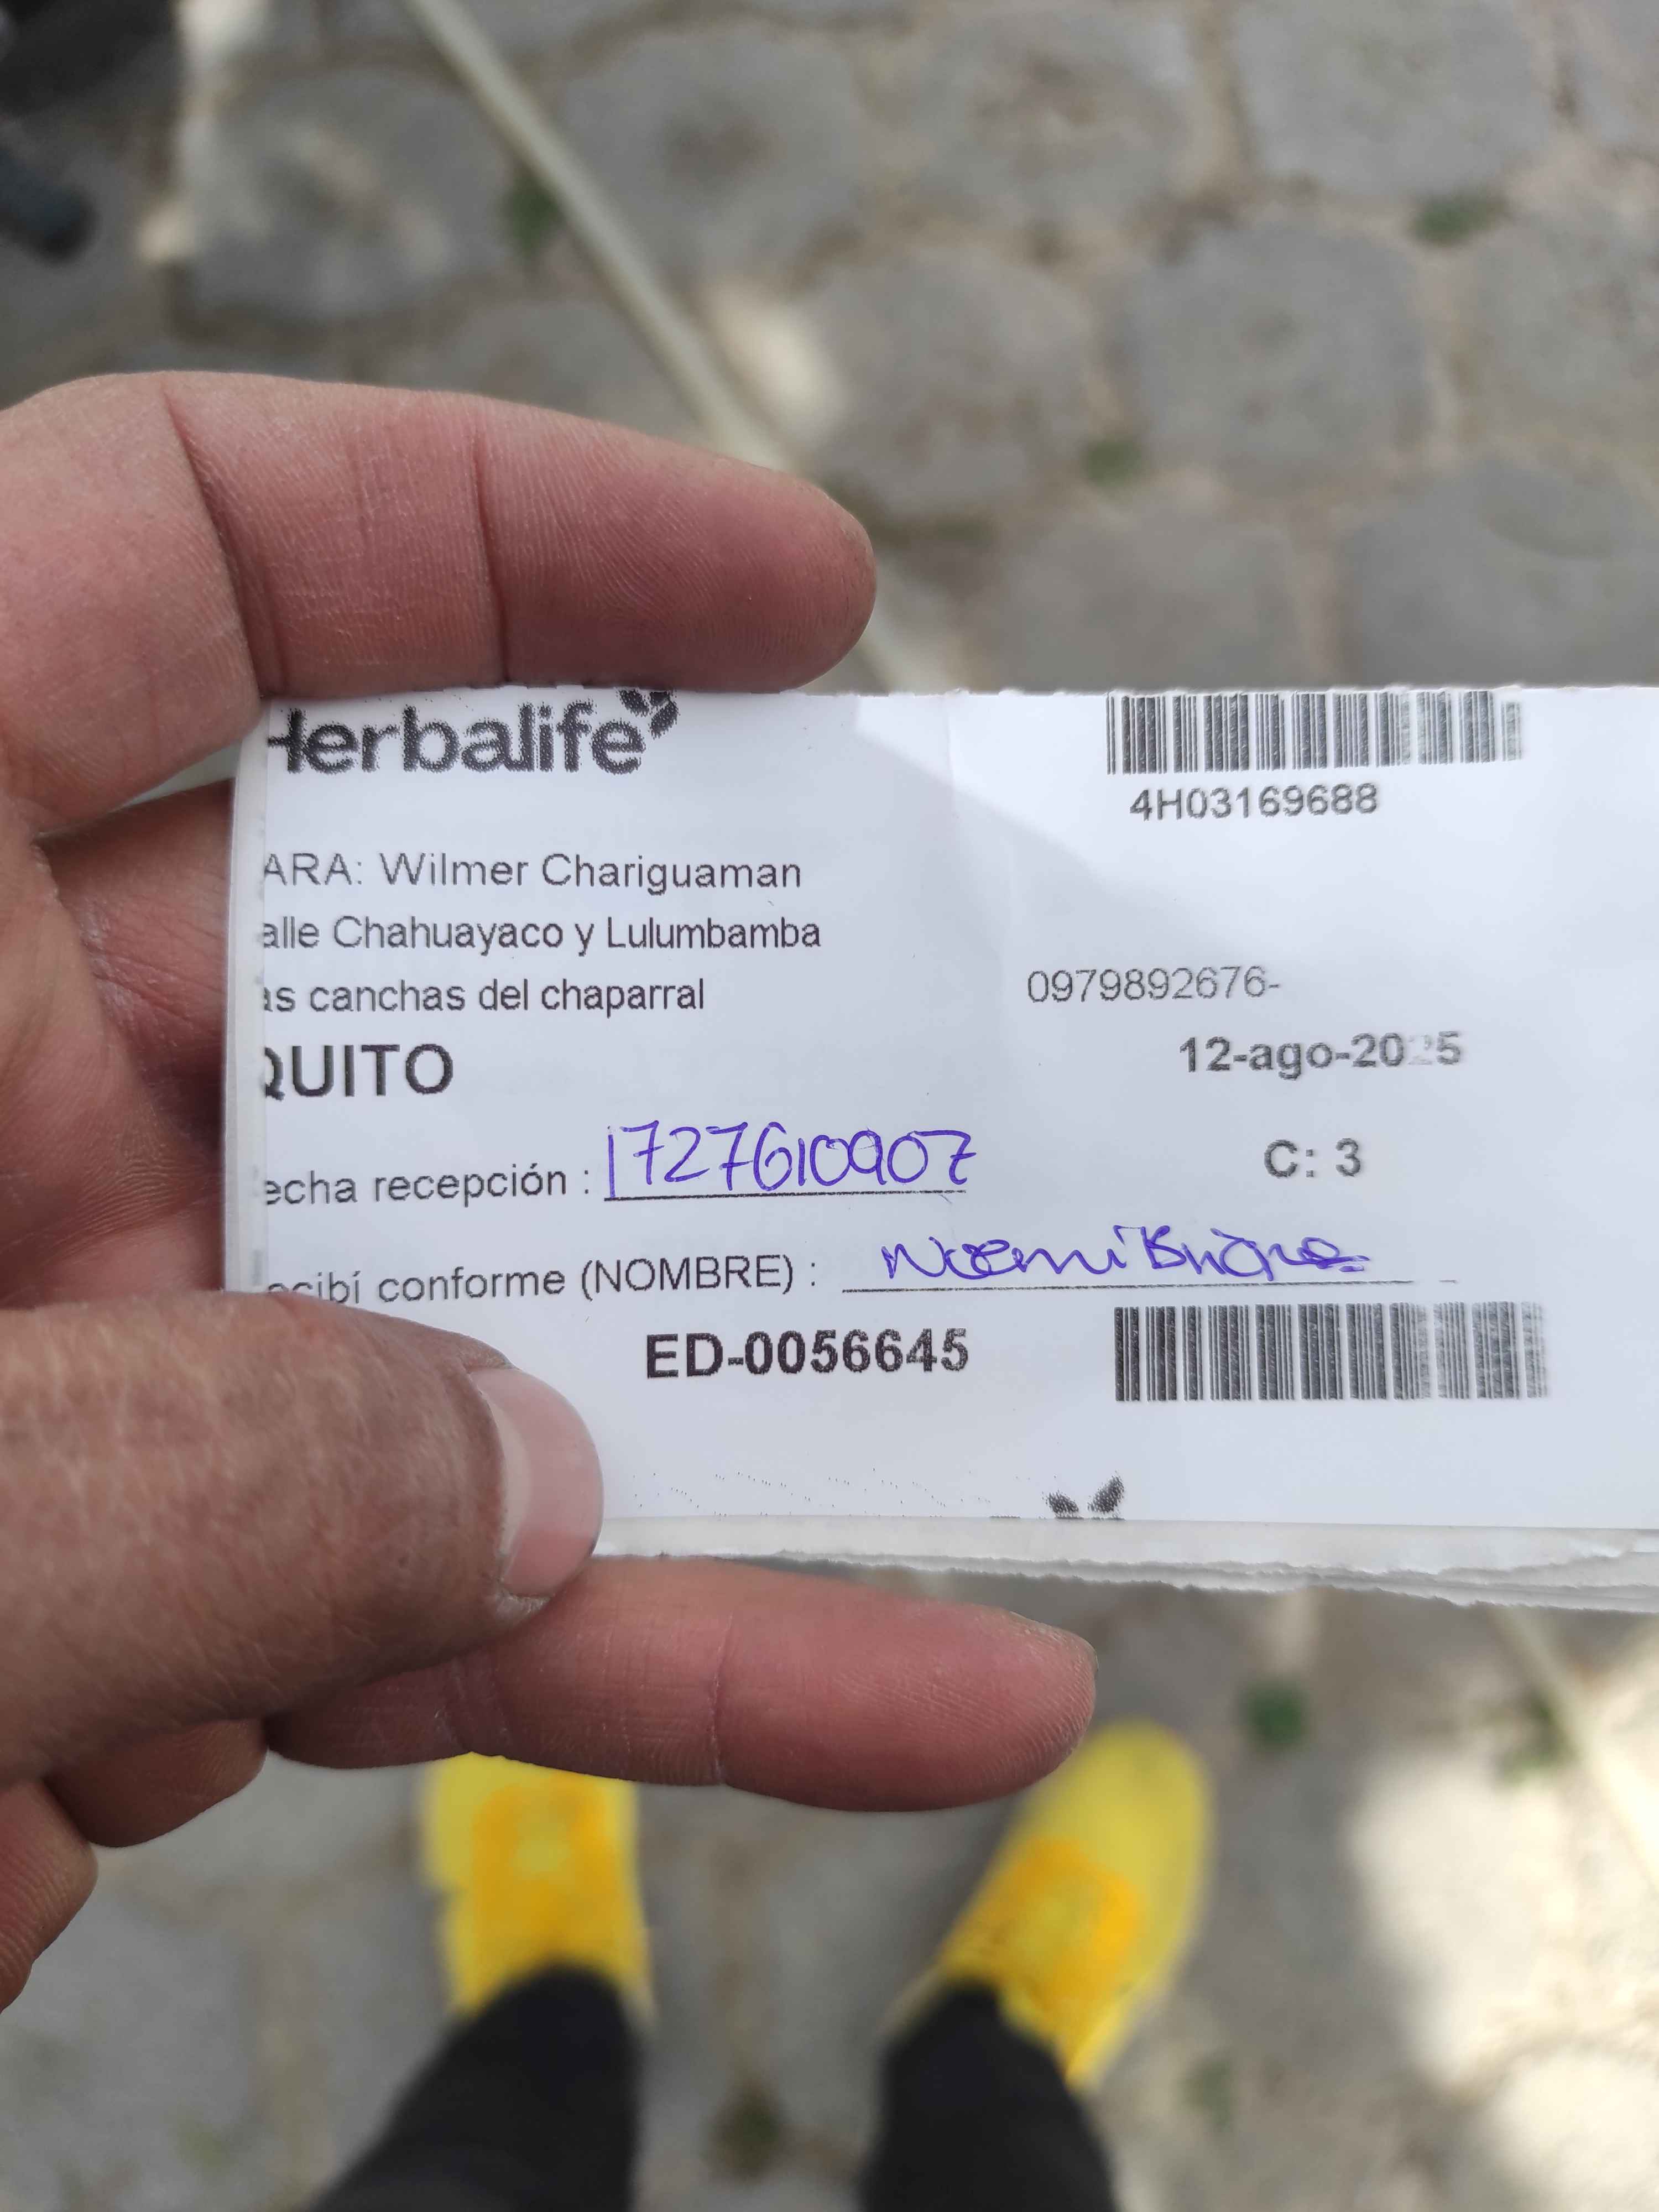 Herbalife
4H03169688
ARA: Wilmer Chariguaman
alle Chahuayaco y Lulumbamba
as canchas del chaparral
0979892676-
QUITO
12-ago-2025
echa recepción : 1727610907
C: 3
ecibí conforme (NOMBRE) : Noemi
ED-0056645